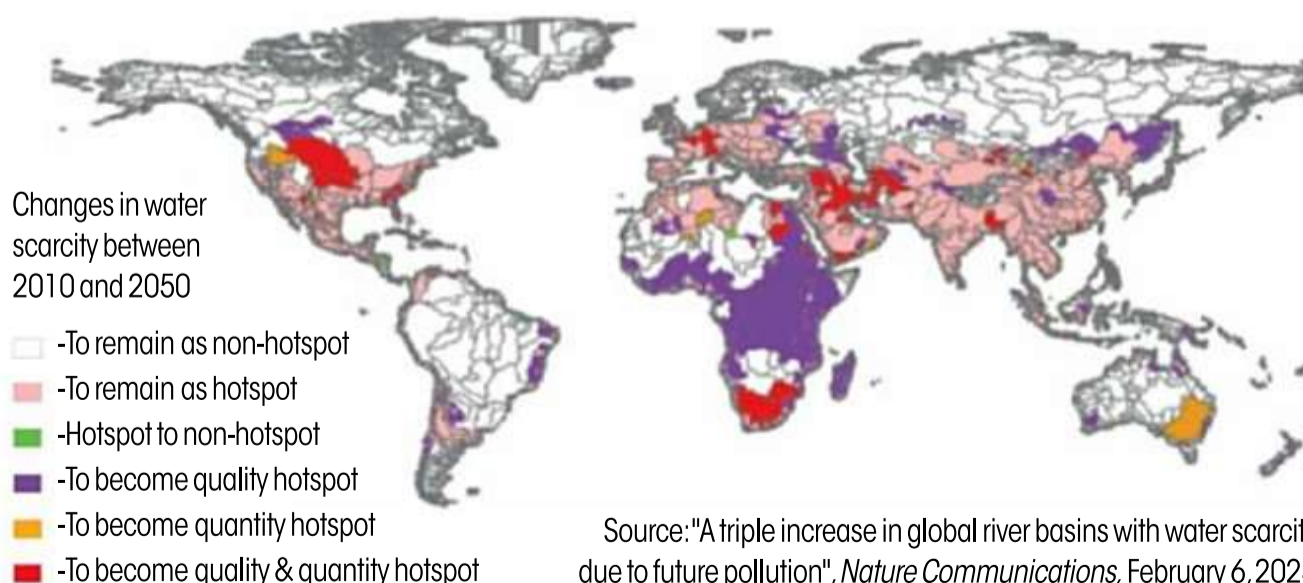 Changes in water
scarcity between
2010 and 2050
-To remain as non-hotspot
-To remain as hotspot
-Hotspot to non-hotspot
-To become quality hotspot
-To become quantity hotspot
-To become quality & quantity hotspot
Source: "A triple increase in global river basins with water
due to future pollution", Nature Communications, February 6,